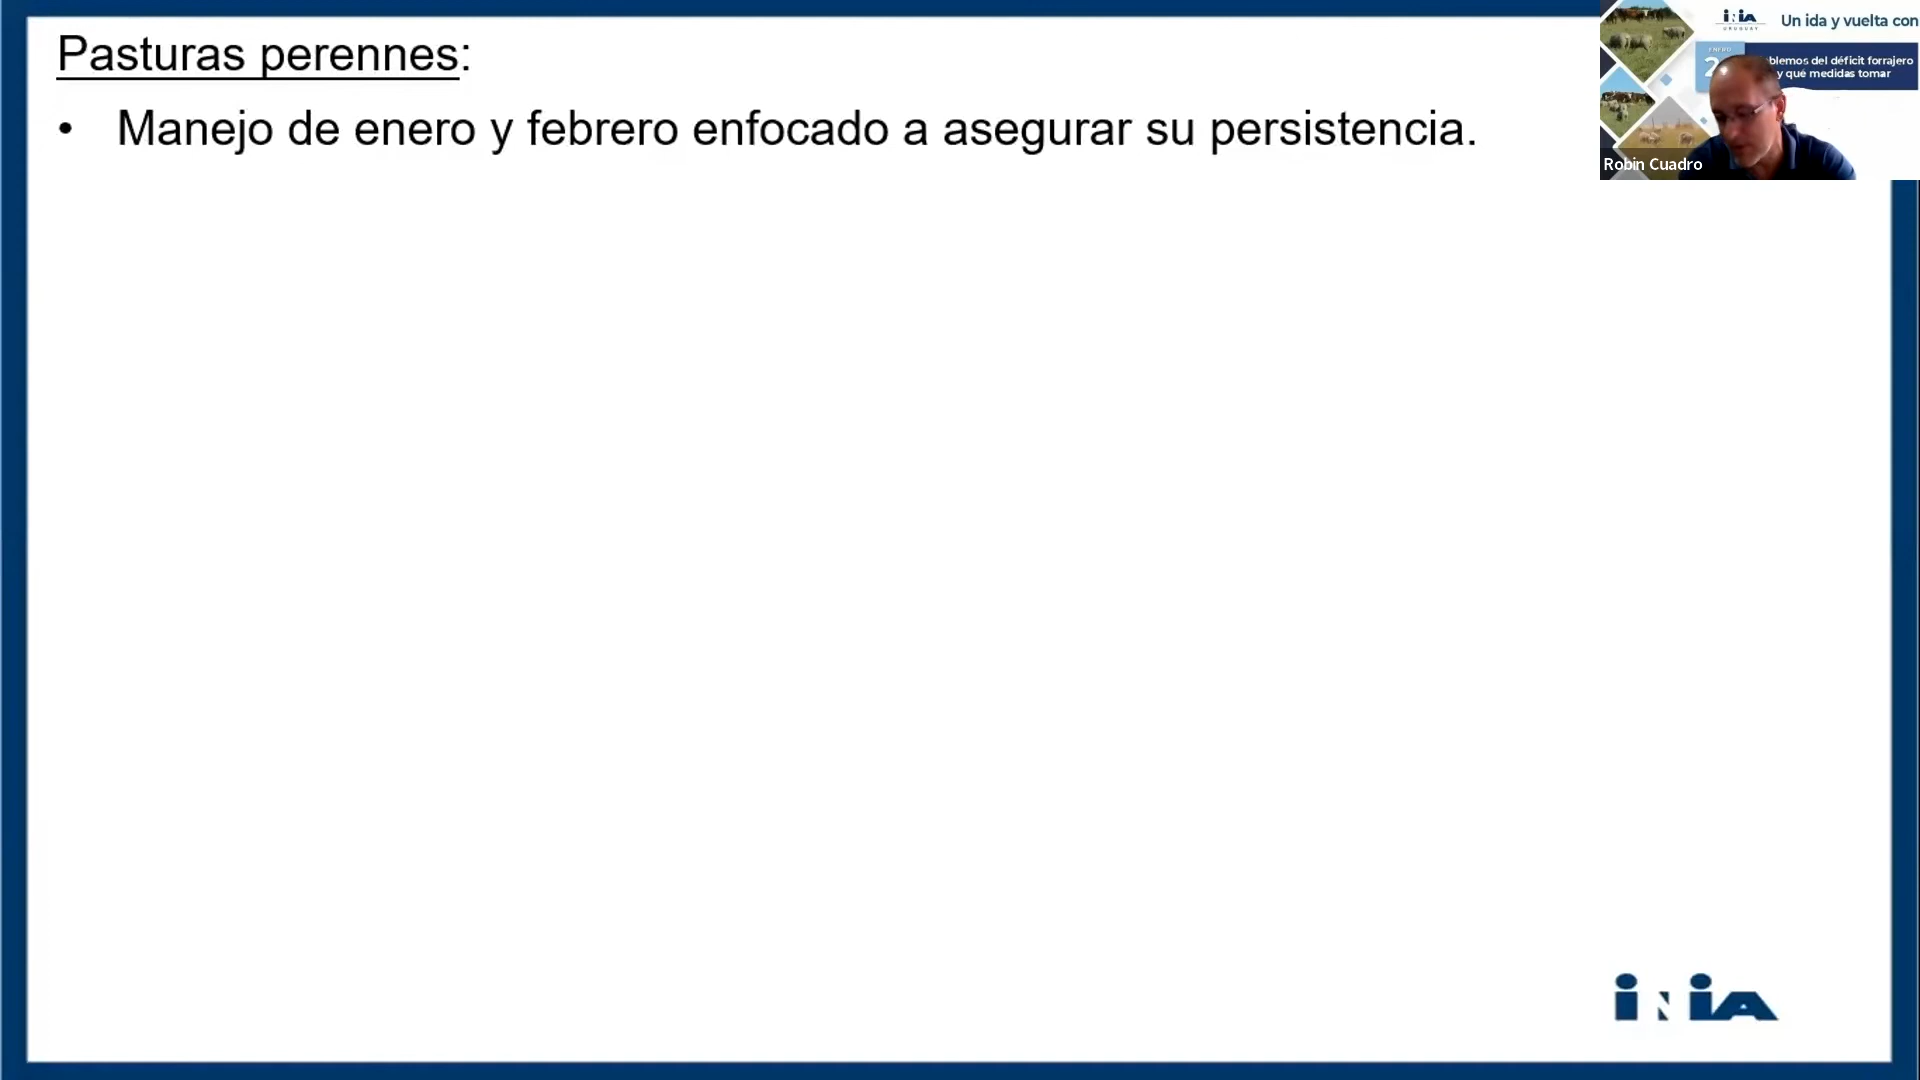 Pasturas perennes:
• Manejo de enero y febrero enfocado a asegurar su persistencia.
INIA
URUGUAY
Un ida y vuelta con
ENERO
2
blemos del déficit forrajero
y qué medidas tomar
Robin Cuadro
INIA